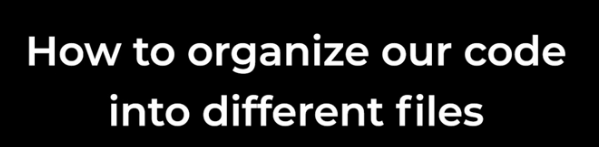 How to organize our code
into different files